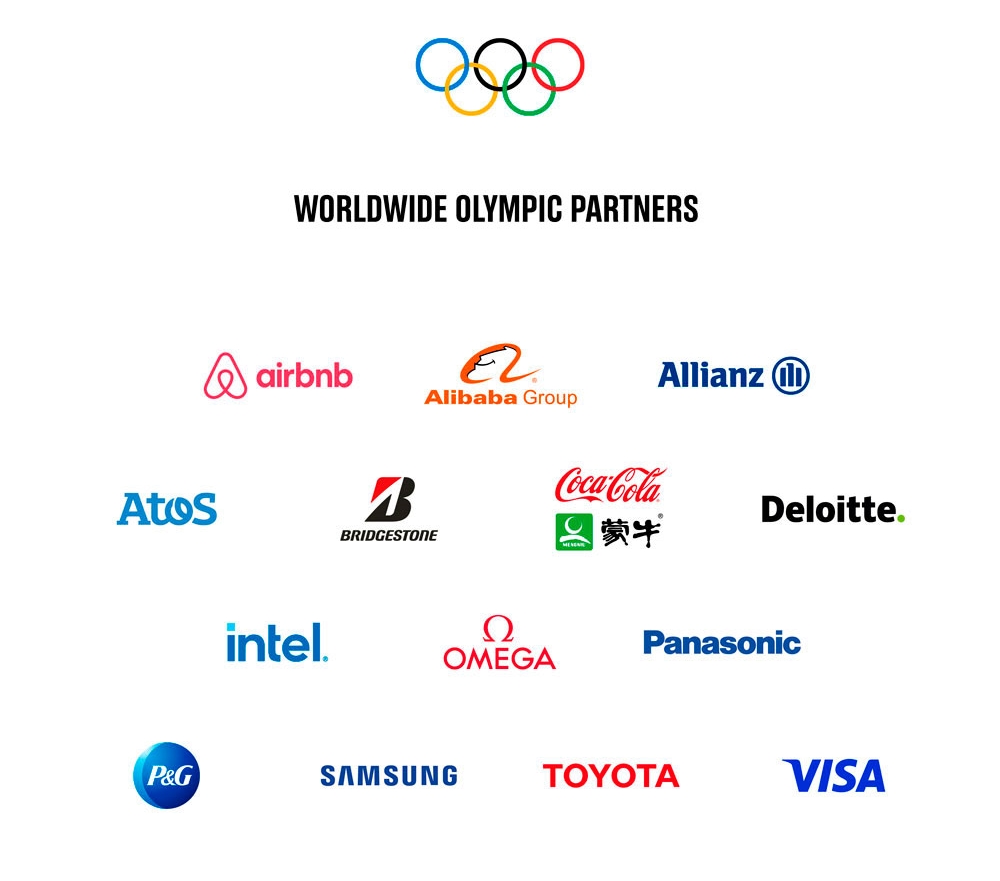 WORLDWIDE OLYMPIC PARTNERS
airbnb
Alibaba Group
Allianz
Atos
BRIDGESTONE
Coca-Cola
MENGNIU 蒙牛
Deloitte.
intel.
Ω
OMEGA
Panasonic
P&G
SAMSUNG
TOYOTA
VISA